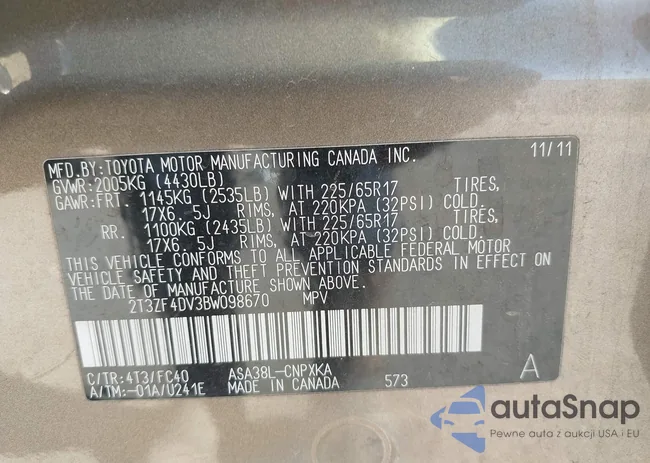 MFD.BY:TOYOTA MOTOR MANUFACTURING CANADA INC. 11/11
GVWR:2005KG (4430LB)
GAWR:FRT. 1145KG (2535LB) WITH 225/65R17 TIRES,
17X6.5J RIMS, AT 220KPA (32PSI) COLD.
RR. 1100KG (2435LB) WITH 225/65R17 TIRES,
17X6.5J RIMS, AT 220KPA (32PSI) COLD.
THIS VEHICLE CONFORMS TO ALL APPLICABLE FEDERAL MOTOR
VEHICLE SAFETY AND THEFT PREVENTION STANDARDS IN EFFECT ON
THE DATE OF MANUFACTURE SHOWN ABOVE.
2T3ZF4DV3BW098670 MPV
C/TR:4T3/FC40 ASA38L-CNPXKA A
A/TM:-01A/U241E MADE IN CANADA 573
autaSnap
Pewne auta z aukcji USA i EU